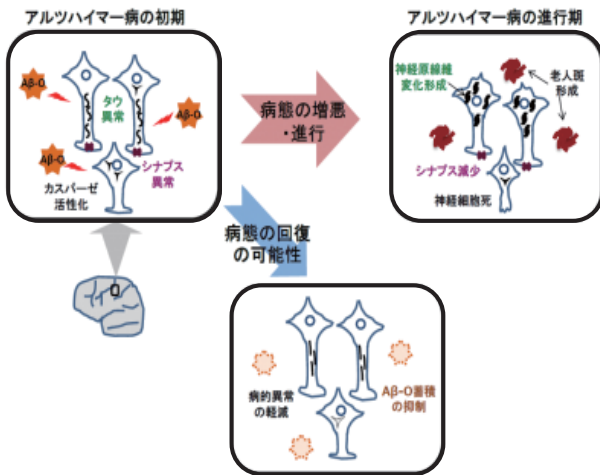 アルツハイマー病の初期
Aβ-O
タウ
異常
Aβ-O
Aβ-O
シナプス
異常
カスパーゼ
活性化
病態の増悪
・進行
アルツハイマー病の進行期
神経原線維
変化形成
老人斑
形成
シナプス減少
神経細胞死
病態の回復
の可能性
病的異常
の軽減
Aβ-O蓄積
の抑制